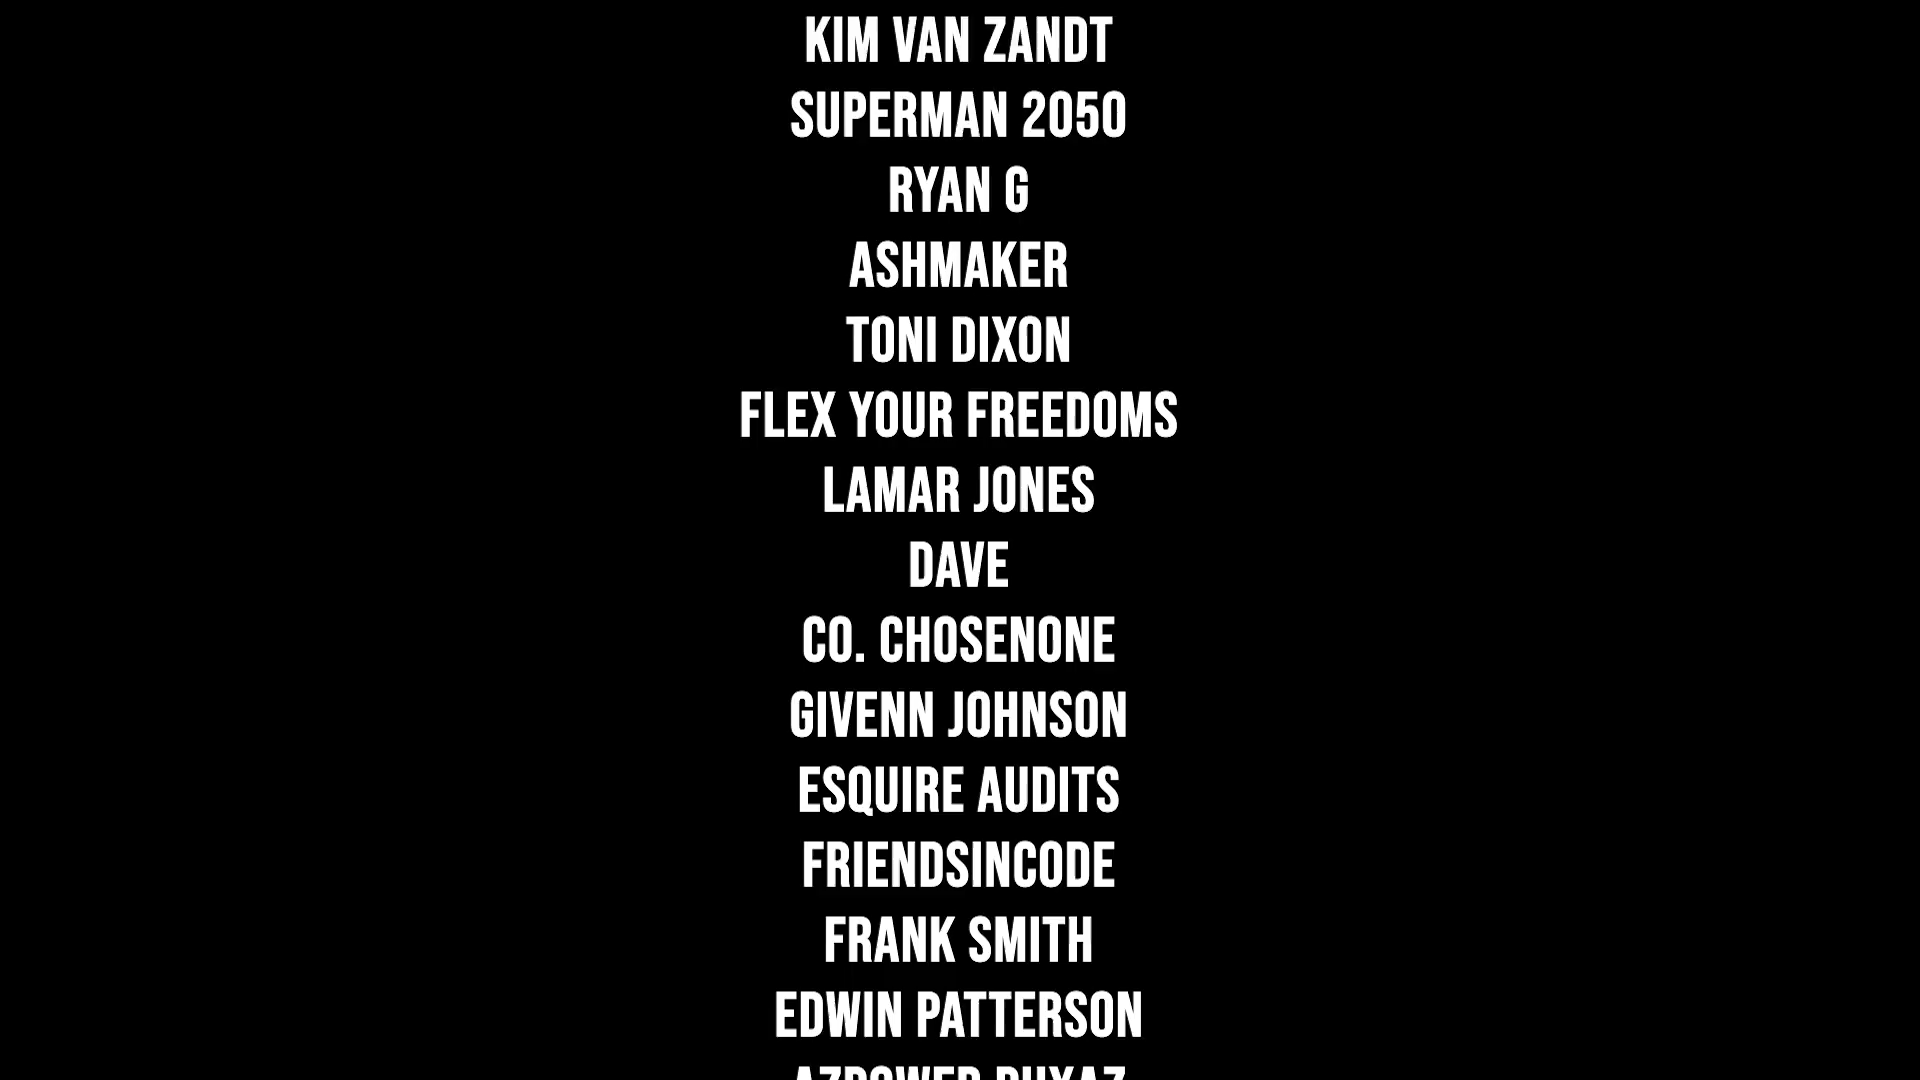 KIM VAN ZANDT
SUPERMAN 2050
RYAN G
ASHMAKER
TONI DIXON
FLEX YOUR FREEDOMS
LAMAR JONES
DAVE
CO. CHOSENONE
GIVENN JOHNSON
ESQUIRE AUDITS
FRIENDSINCODE
FRANK SMITH
EDWIN PATTERSON